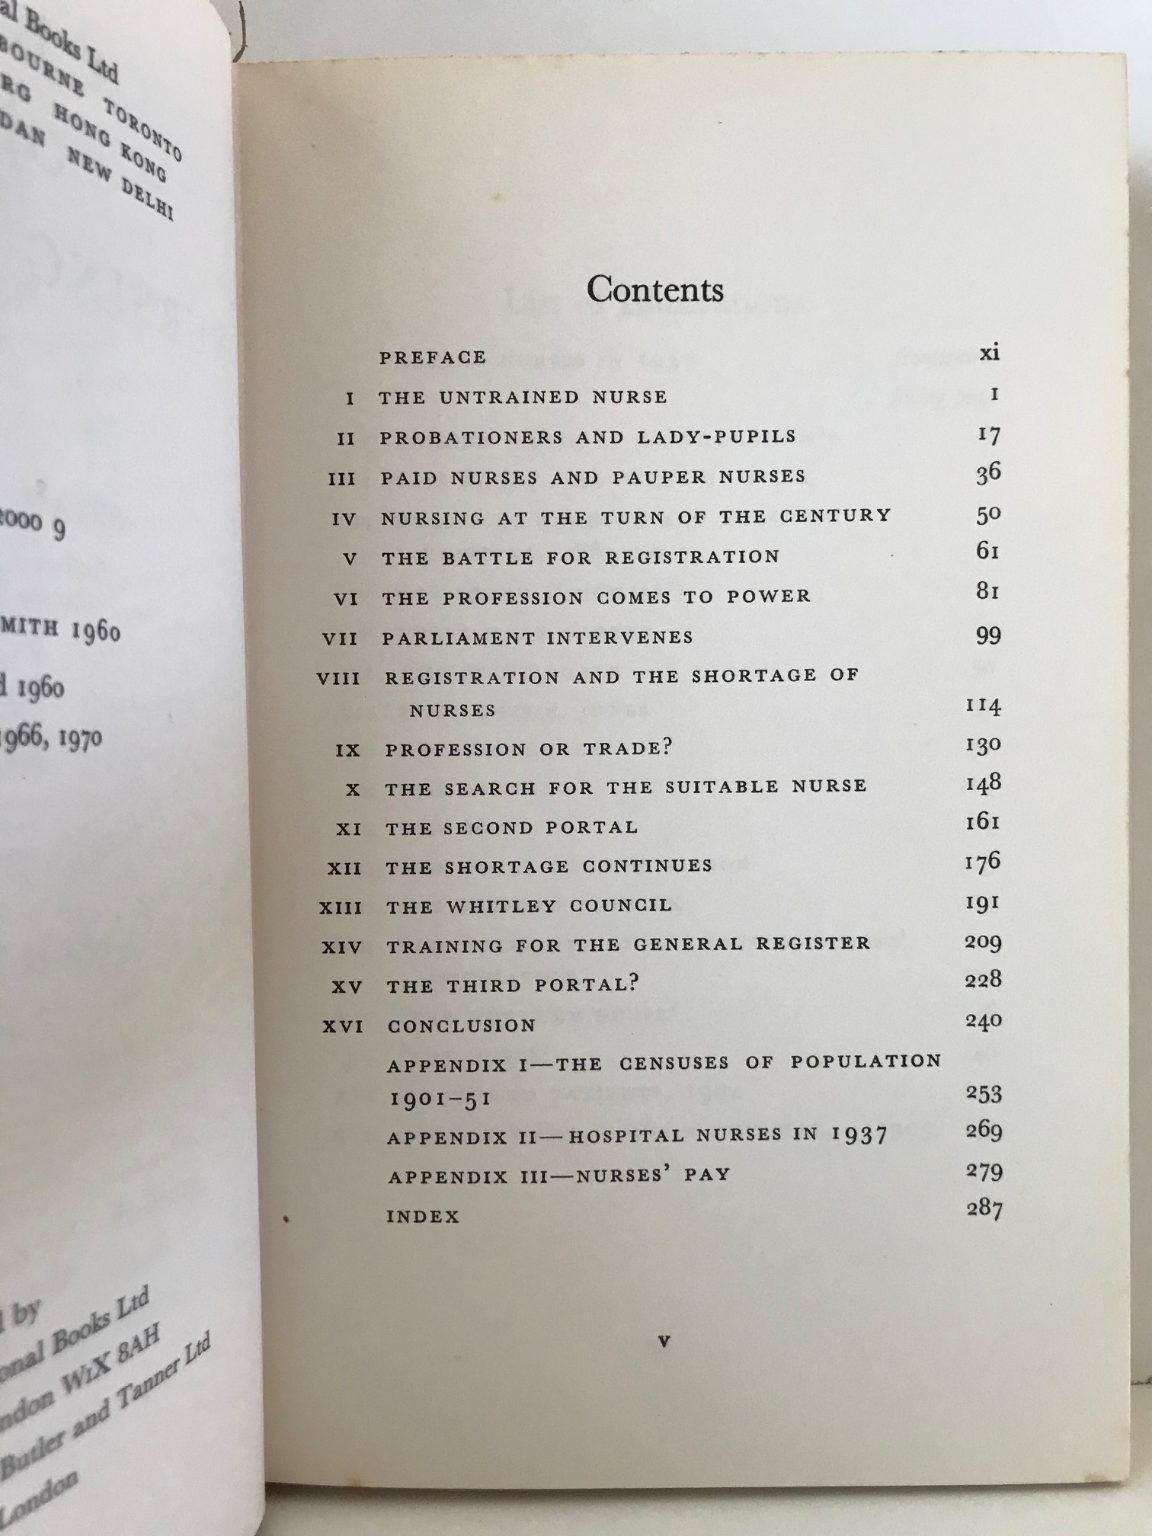 al Books Ltd
BOURNE TORONTO
RG HONG KONG
DAN NEW DELHI
2000 9
MITH 1960
d 1960
1966, 1970
d by
onal Books Ltd
ndon W1X 8AH
Butler and Tanner Ltd
London
Contents
PREFACE xi
I THE UNTRAINED NURSE 1
II PROBATIONERS AND LADY-PUPILS 17
III PAID NURSES AND PAUPER NURSES 36
IV NURSING AT THE TURN OF THE CENTURY 50
V THE BATTLE FOR REGISTRATION 61
VI THE PROFESSION COMES TO POWER 81
VII PARLIAMENT INTERVENES 99
VIII REGISTRATION AND THE SHORTAGE OF
NURSES 114
IX PROFESSION OR TRADE? 130
X THE SEARCH FOR THE SUITABLE NURSE 148
XI THE SECOND PORTAL 161
XII THE SHORTAGE CONTINUES 176
XIII THE WHITLEY COUNCIL 191
XIV TRAINING FOR THE GENERAL REGISTER 209
XV THE THIRD PORTAL? 228
XVI CONCLUSION 240
APPENDIX I—THE CENSUSES OF POPULATION
1901–51 253
APPENDIX II—HOSPITAL NURSES IN 1937 269
APPENDIX III—NURSES' PAY 279
INDEX 287
v